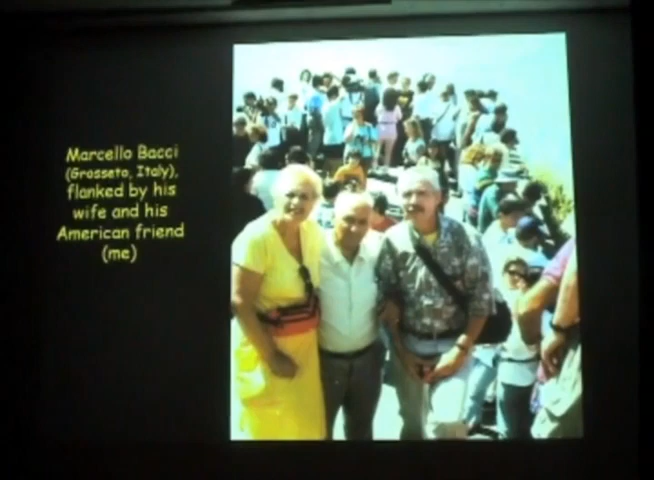 Marcello Bacci
(Grosseto, Italy),
flanked by his
wife and his
American friend
(me)